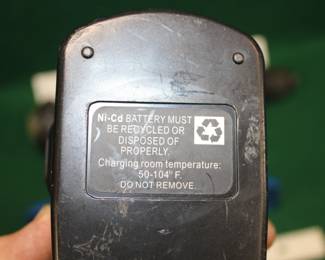 Ni-Cd BATTERY MUST
BE RECYCLED OR
DISPOSED OF
PROPERLY.
Charging room temperature:
50-104° F.
DO NOT REMOVE.